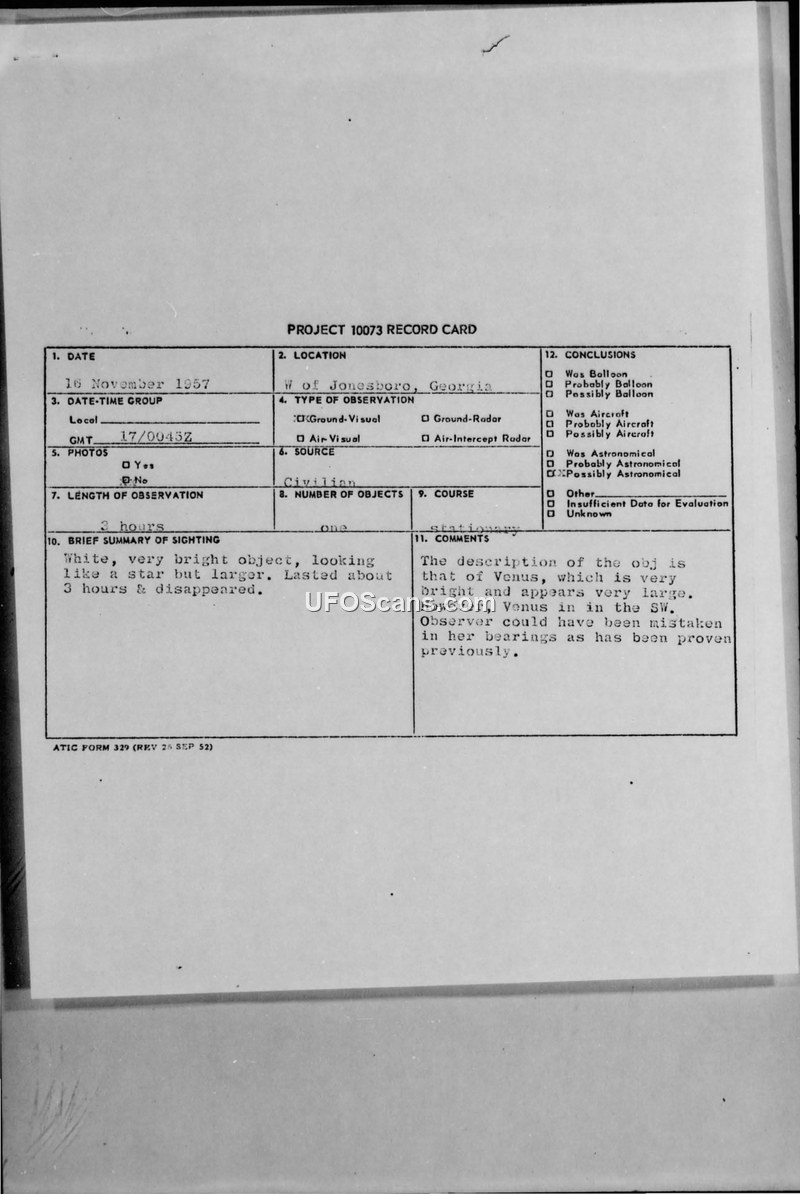 PROJECT 10073 RECORD CARD
1. DATE
16 November 1957
2. LOCATION
W of Jonesboro, Georgia
3. DATE-TIME GROUP
Local
GMT 17/0045Z
4. TYPE OF OBSERVATION
Ground-Visual Ground-Radar
Air-Visual Air-Intercept Radar
5. PHOTOS
Yes
No
6. SOURCE
Civilian
7. LENGTH OF OBSERVATION
3 hours
8. NUMBER OF OBJECTS
one
9. COURSE
stationary
10. BRIEF SUMMARY OF SIGHTING
White, very bright object, looking
like a star but larger. Lasted about
3 hours & disappeared.
11. COMMENTS
The description of the obj is
that of Venus, which is very
bright and appears very large.
However, Venus in in the SW.
Observer could have been mistaken
in her bearings as has been proven
previously.
12. CONCLUSIONS
Was Balloon
Probably Balloon
Possibly Balloon
Was Aircraft
Probably Aircraft
Possibly Aircraft
Was Astronomical
Probably Astronomical
Possibly Astronomical
Other
Insufficient Data for Evaluation
Unknown
ATIC FORM 329 (REV 26 SEP 52)
UFOScans.com